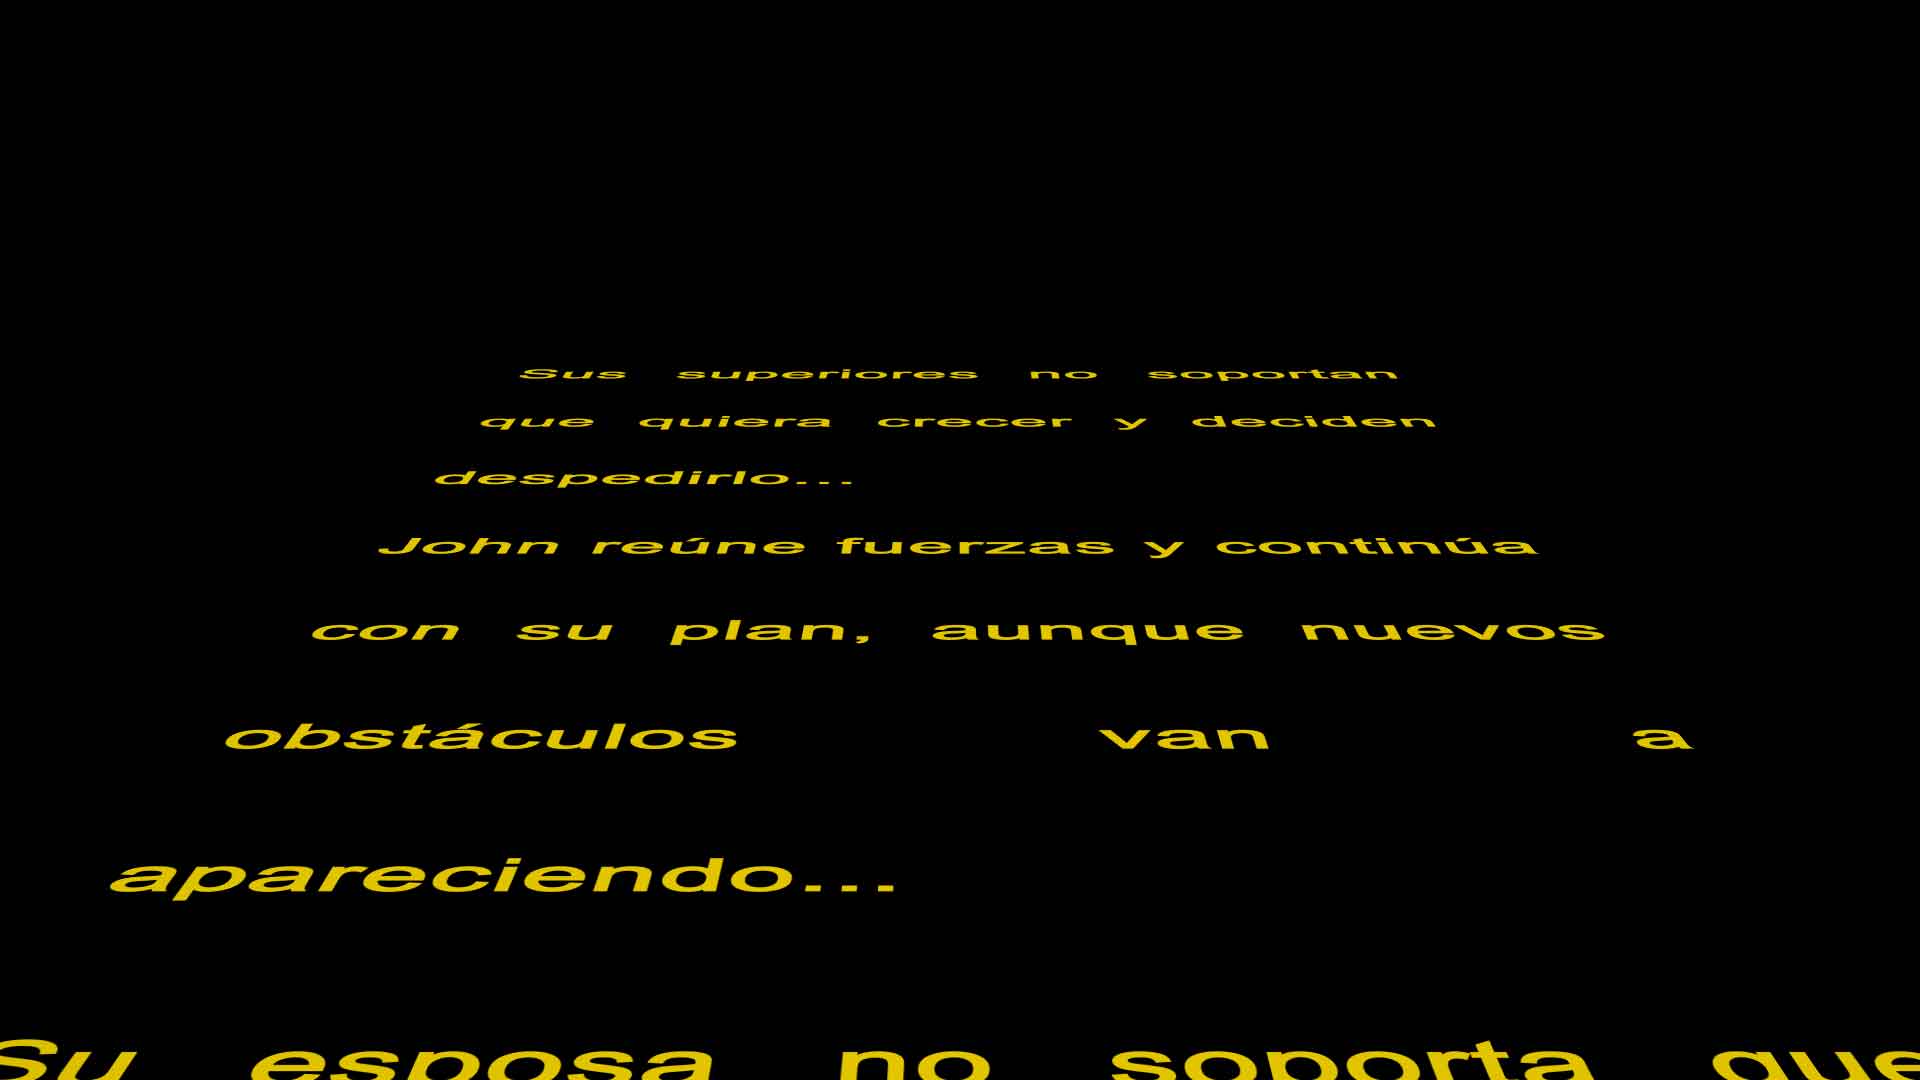 Sus superiores no soportan
que quiera crecer y deciden
despedirlo...
John reúne fuerzas y continúa
con su plan, aunque nuevos
obstáculos van a
apareciendo...
Su esposa no soporta que